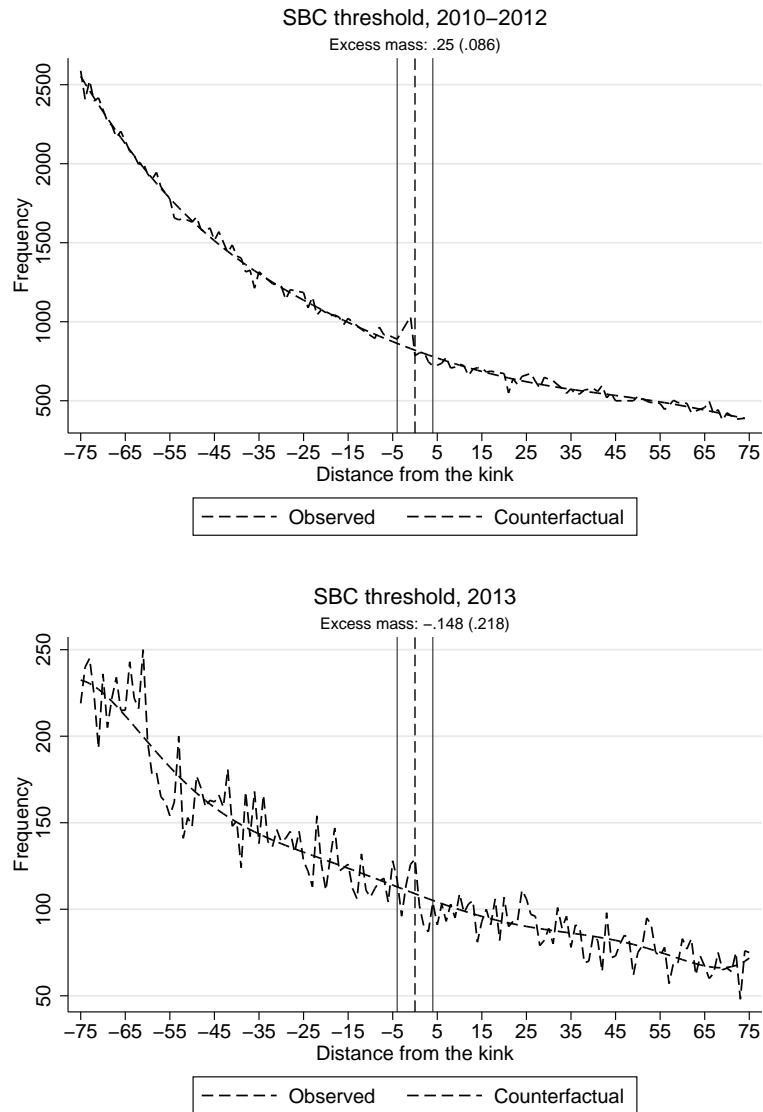 SBC threshold, 2010−2012
Excess mass: .25 (.086)
2500
2000
1500
1000
500
Frequency
−75 −65 −55 −45 −35 −25 −15 −5 5 15 25 35 45 55 65 75
Distance from the kink
Observed Counterfactual
SBC threshold, 2013
Excess mass: −.148 (.218)
250
200
150
100
50
Frequency
−75 −65 −55 −45 −35 −25 −15 −5 5 15 25 35 45 55 65 75
Distance from the kink
Observed Counterfactual